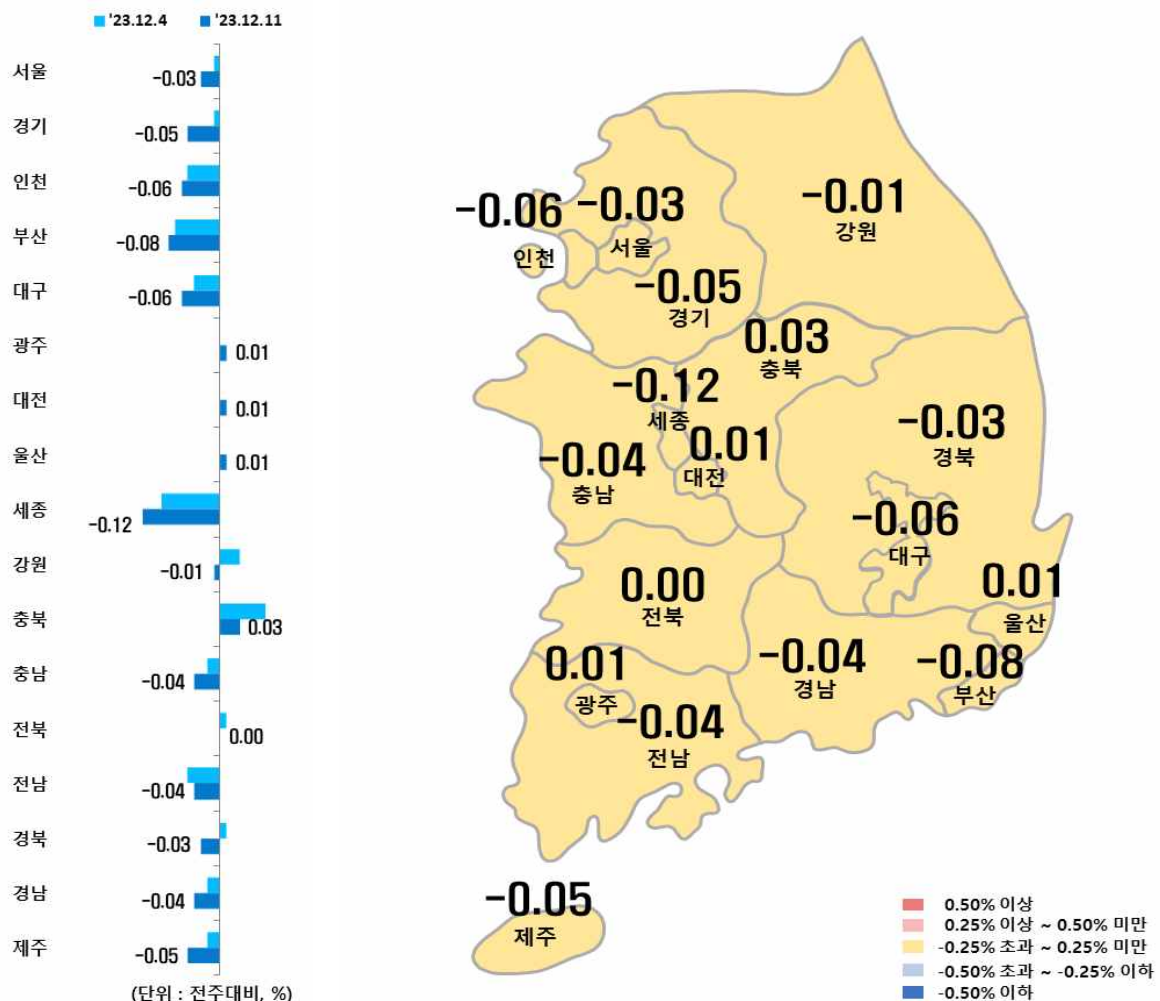 '23.12.4 '23.12.11
서울 -0.03
경기 -0.05
인천 -0.06
부산 -0.08
대구 -0.06
광주 0.01
대전 0.01
울산 0.01
세종 -0.12
강원 -0.01
충북 0.03
충남 -0.04
전북 0.00
전남 -0.04
경북 -0.03
경남 -0.04
제주 -0.05
(단위 : 전주대비, %)
-0.06
인천
-0.03
서울
-0.01
강원
-0.05
경기
0.03
충북
-0.12
세종
-0.03
경북
-0.04
충남
0.01
대전
-0.06
대구
0.00
전북
0.01
울산
0.01
광주
-0.04
경남
-0.08
부산
-0.04
전남
-0.05
제주
0.50% 이상
0.25% 이상 ~ 0.50% 미만
-0.25% 초과 ~ 0.25% 미만
-0.50% 초과 ~ -0.25% 이하
-0.50% 이하